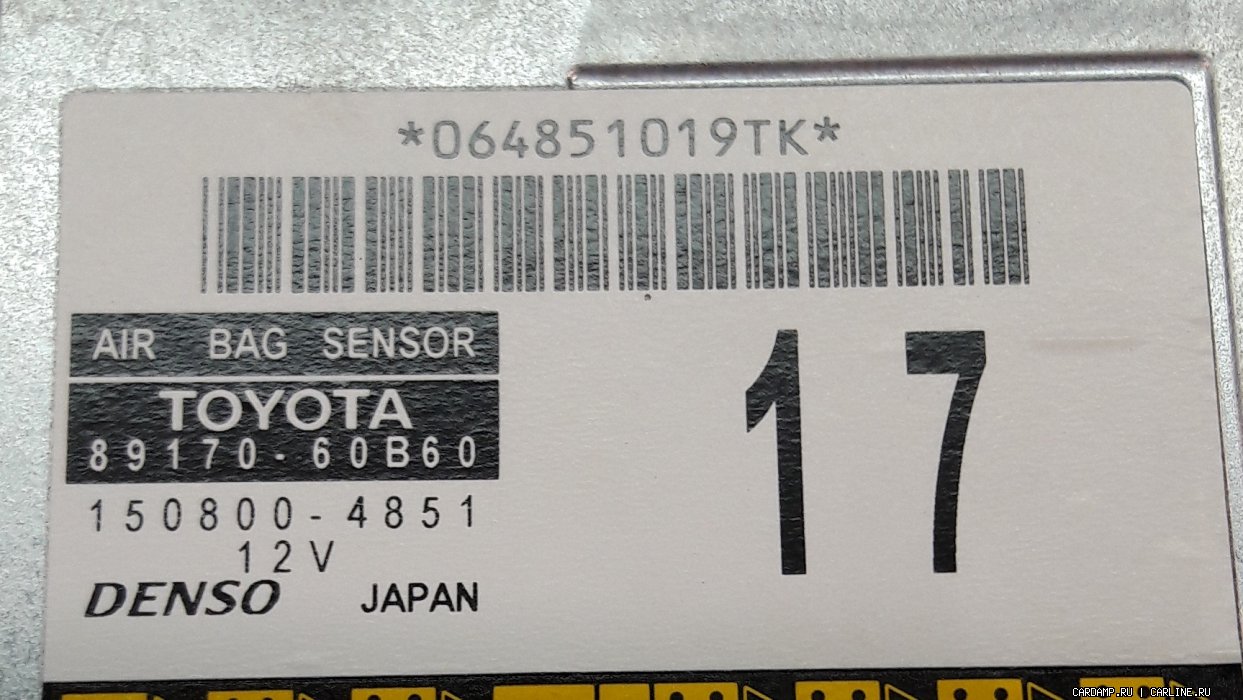 *064851019TK*
AIR BAG SENSOR
TOYOTA
89170-60B60
150800-4851
12V
DENSO JAPAN
17
CARDAMP.RU | CARLINE.RU